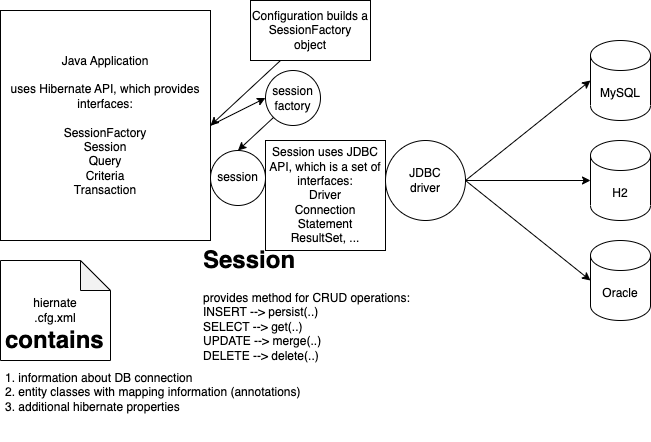 Configuration builds a
SessionFactory
object
Java Application
uses Hibernate API, which provides
interfaces:
SessionFactory
Session
Query
Criteria
Transaction
session
factory
session
Session uses JDBC
API, which is a set of
interfaces:
Driver
Connection
Statement
ResultSet, ...
JDBC
driver
MySQL
H2
Oracle
Session
provides method for CRUD operations:
INSERT --> persist(..)
SELECT --> get(..)
UPDATE --> merge(..)
DELETE --> delete(..)
hiernate
.cfg.xml
contains
1. information about DB connection
2. entity classes with mapping information (annotations)
3. additional hibernate properties